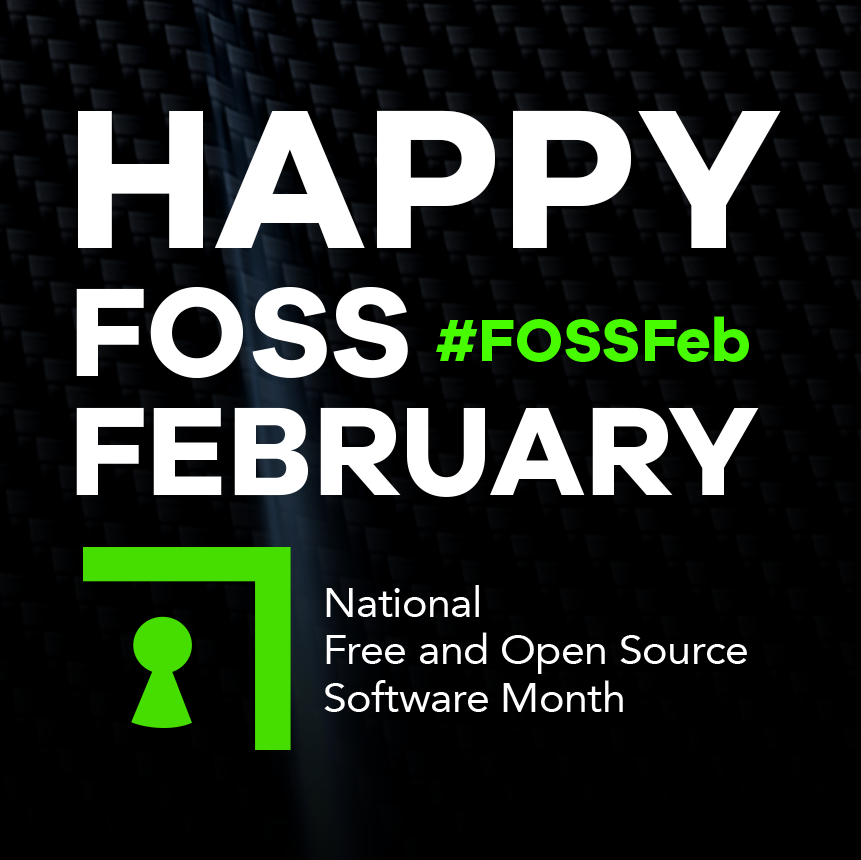 HAPPY
FOSS #FOSSFeb
FEBRUARY
National
Free and Open Source
Software Month